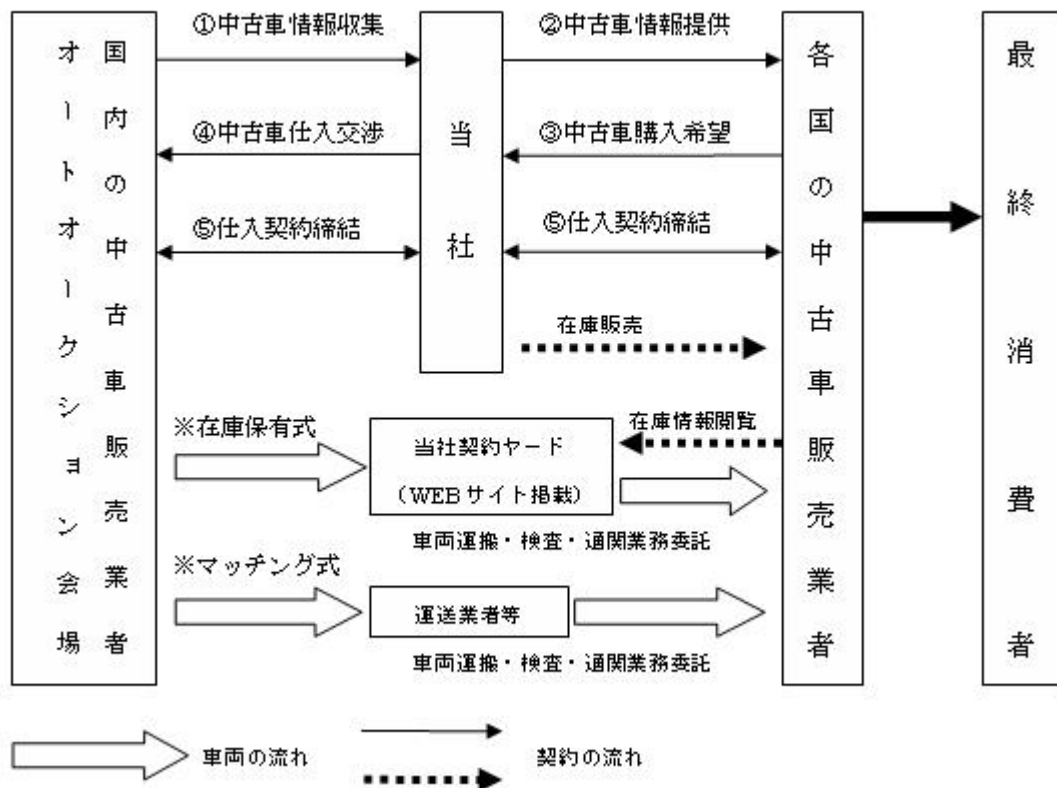 国内の中古車販売業者
オートオークション会場
①中古車情報収集
④中古車仕入交渉
⑤仕入契約締結
当社
②中古車情報提供
③中古車購入希望
⑤仕入契約締結
在庫販売
各国の中古車販売業者
最終消費者
※在庫保有式
当社契約ヤード
（WEBサイト掲載）
在庫情報閲覧
車両運搬・検査・通関業務委託
※マッチング式
運送業者等
車両運搬・検査・通関業務委託
車両の流れ
契約の流れ